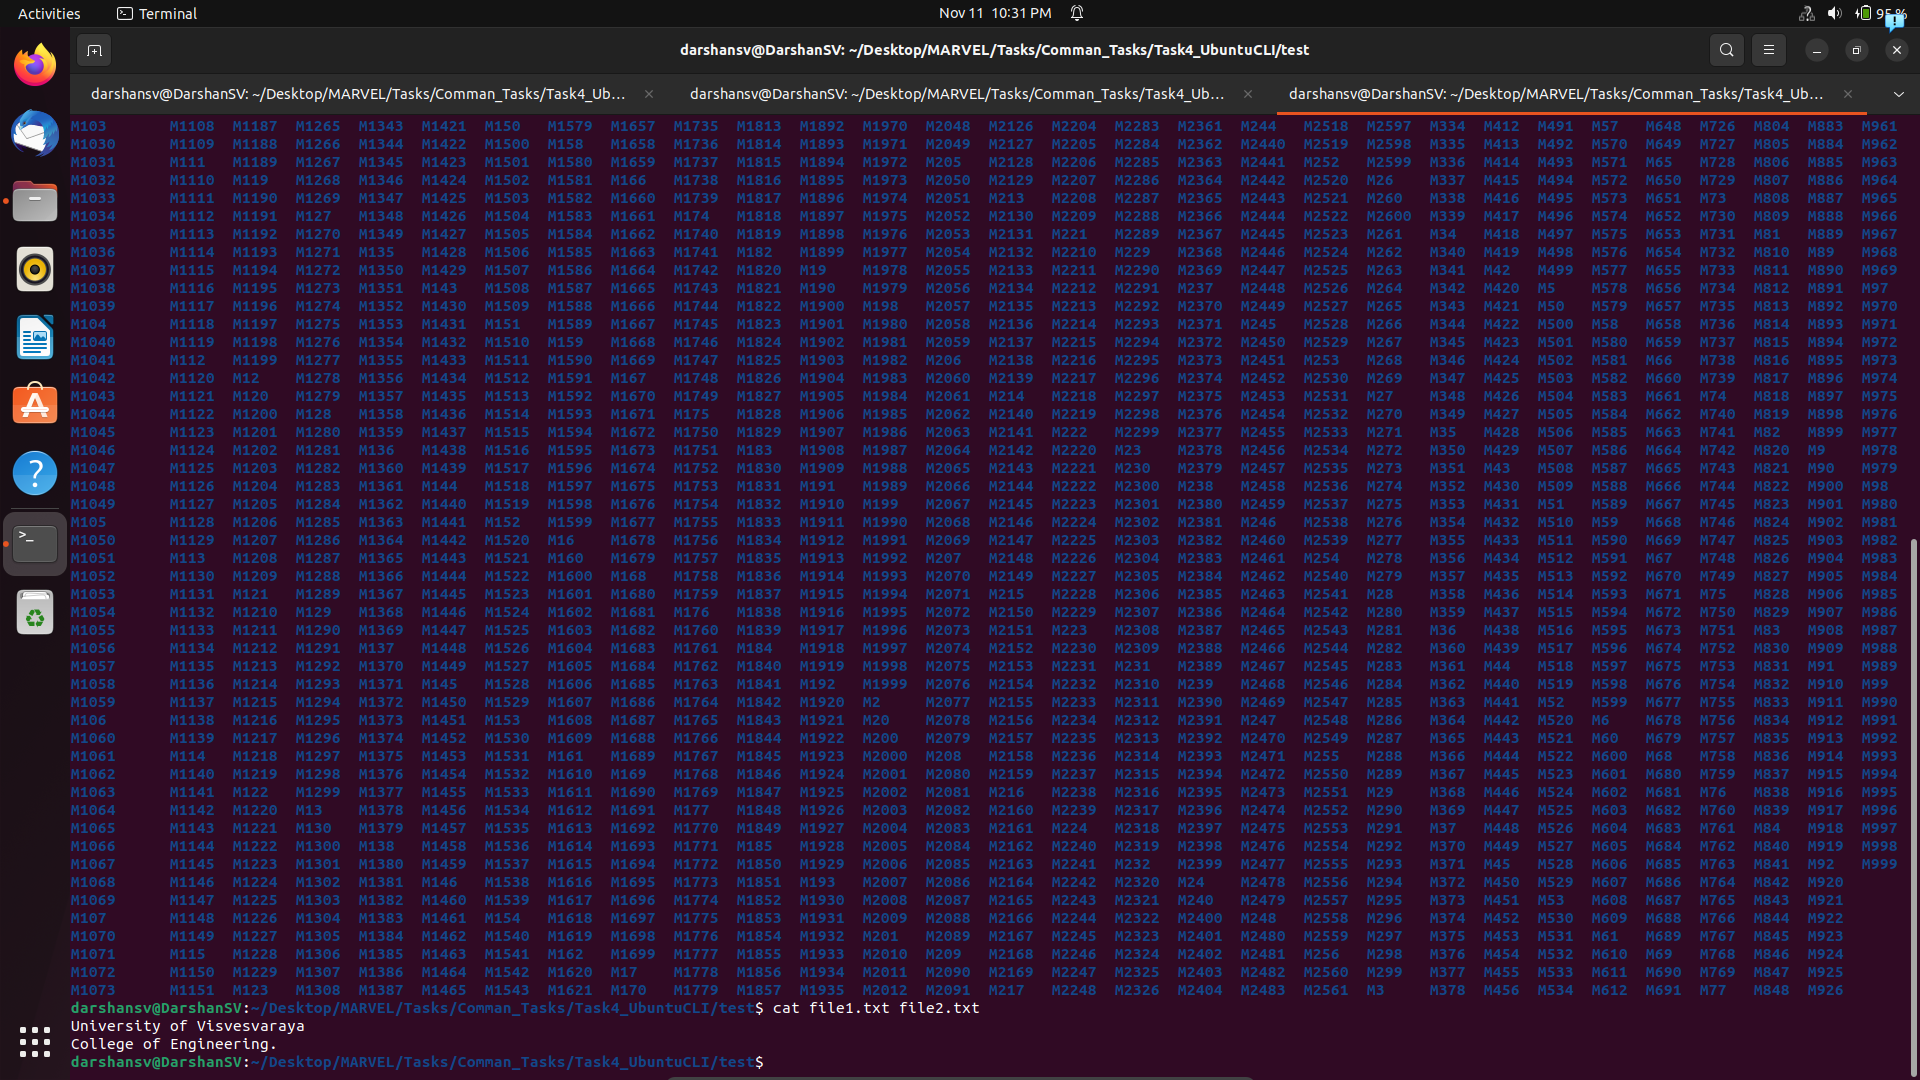 Activities Terminal Nov 11 10:31 PM 95 %
darshansv@DarshanSV: ~/Desktop/MARVEL/Tasks/Comman_Tasks/Task4_UbuntuCLI/test
darshansv@DarshanSV: ~/Desktop/MARVEL/Tasks/Comman_Tasks/Task4_Ub... darshansv@DarshanSV: ~/Desktop/MARVEL/Tasks/Comman_Tasks/Task4_Ub... darshansv@DarshanSV: ~/Desktop/MARVEL/Tasks/Comman_Tasks/Task4_Ub...
M103 M1108 M1187 M1265 M1343 M1421 M150 M1579 M1657 M1735 M1813 M1892 M1970 M2048 M2126 M2204 M2283 M2361 M244 M2518 M2597 M334 M412 M491 M57 M648 M726 M804 M883 M961
M1030 M1109 M1188 M1266 M1344 M1422 M1500 M158 M1658 M1736 M1814 M1893 M1971 M2049 M2127 M2205 M2284 M2362 M2440 M2519 M2598 M335 M413 M492 M570 M649 M727 M805 M884 M962
M1031 M111 M1189 M1267 M1345 M1423 M1501 M1580 M1659 M1737 M1815 M1894 M1972 M205 M2128 M2206 M2285 M2363 M2441 M252 M2599 M336 M414 M493 M571 M65 M728 M806 M885 M963
M1032 M1110 M119 M1268 M1346 M1424 M1502 M1581 M166 M1738 M1816 M1895 M1973 M2050 M2129 M2207 M2286 M2364 M2442 M2520 M26 M337 M415 M494 M572 M650 M729 M807 M886 M964
M1033 M1111 M1190 M1269 M1347 M1425 M1503 M1582 M1660 M1739 M1817 M1896 M1974 M2051 M213 M2208 M2287 M2365 M2443 M2521 M260 M338 M416 M495 M573 M651 M73 M808 M887 M965
M1034 M1112 M1191 M127 M1348 M1426 M1504 M1583 M1661 M174 M1818 M1897 M1975 M2052 M2130 M2209 M2288 M2366 M2444 M2522 M2600 M339 M417 M496 M574 M652 M730 M809 M888 M966
M1035 M1113 M1192 M1270 M1349 M1427 M1505 M1584 M1662 M1740 M1819 M1898 M1976 M2053 M2131 M221 M2289 M2367 M2445 M2523 M261 M34 M418 M497 M575 M653 M731 M81 M889 M967
M1036 M1114 M1193 M1271 M135 M1428 M1506 M1585 M1663 M1741 M182 M1899 M1977 M2054 M2132 M2210 M229 M2368 M2446 M2524 M262 M340 M419 M498 M576 M654 M732 M810 M89 M968
M1037 M1115 M1194 M1272 M1350 M1429 M1507 M1586 M1664 M1742 M1820 M19 M1978 M2055 M2133 M2211 M2290 M2369 M2447 M2525 M263 M341 M42 M499 M577 M655 M733 M811 M890 M969
M1038 M1116 M1195 M1273 M1351 M143 M1508 M1587 M1665 M1743 M1821 M190 M1979 M2056 M2134 M2212 M2291 M237 M2448 M2526 M264 M342 M420 M5 M578 M656 M734 M812 M891 M97
M1039 M1117 M1196 M1274 M1352 M1430 M1509 M1588 M1666 M1744 M1822 M1900 M198 M2057 M2135 M2213 M2292 M2370 M2449 M2527 M265 M343 M421 M50 M579 M657 M735 M813 M892 M970
M104 M1118 M1197 M1275 M1353 M1431 M151 M1589 M1667 M1745 M1823 M1901 M1980 M2058 M2136 M2214 M2293 M2371 M245 M2528 M266 M344 M422 M500 M58 M658 M736 M814 M893 M971
M1040 M1119 M1198 M1276 M1354 M1432 M1510 M159 M1668 M1746 M1824 M1902 M1981 M2059 M2137 M2215 M2294 M2372 M2450 M2529 M267 M345 M423 M501 M580 M659 M737 M815 M894 M972
M1041 M112 M1199 M1277 M1355 M1433 M1511 M1590 M1669 M1747 M1825 M1903 M1982 M206 M2138 M2216 M2295 M2373 M2451 M253 M268 M346 M424 M502 M581 M66 M738 M816 M895 M973
M1042 M1120 M12 M1278 M1356 M1434 M1512 M1591 M167 M1748 M1826 M1904 M1983 M2060 M2139 M2217 M2296 M2374 M2452 M2530 M269 M347 M425 M503 M582 M660 M739 M817 M896 M974
M1043 M1121 M120 M1279 M1357 M1435 M1513 M1592 M1670 M1749 M1827 M1905 M1984 M2061 M214 M2218 M2297 M2375 M2453 M2531 M27 M348 M426 M504 M583 M661 M74 M818 M897 M975
M1044 M1122 M1200 M128 M1358 M1436 M1514 M1593 M1671 M175 M1828 M1906 M1985 M2062 M2140 M2219 M2298 M2376 M2454 M2532 M270 M349 M427 M505 M584 M662 M740 M819 M898 M976
M1045 M1123 M1201 M1280 M1359 M1437 M1515 M1594 M1672 M1750 M1829 M1907 M1986 M2063 M2141 M222 M2299 M2377 M2455 M2533 M271 M35 M428 M506 M585 M663 M741 M82 M899 M977
M1046 M1124 M1202 M1281 M136 M1438 M1516 M1595 M1673 M1751 M183 M1908 M1987 M2064 M2142 M2220 M23 M2378 M2456 M2534 M272 M350 M429 M507 M586 M664 M742 M820 M9 M978
M1047 M1125 M1203 M1282 M1360 M1439 M1517 M1596 M1674 M1752 M1830 M1909 M1988 M2065 M2143 M2221 M230 M2379 M2457 M2535 M273 M351 M43 M508 M587 M665 M743 M821 M90 M979
M1048 M1126 M1204 M1283 M1361 M144 M1518 M1597 M1675 M1753 M1831 M191 M1989 M2066 M2144 M2222 M2300 M238 M2458 M2536 M274 M352 M430 M509 M588 M666 M744 M822 M900 M98
M1049 M1127 M1205 M1284 M1362 M1440 M1519 M1598 M1676 M1754 M1832 M1910 M199 M2067 M2145 M2223 M2301 M2380 M2459 M2537 M275 M353 M431 M51 M589 M667 M745 M823 M901 M980
M105 M1128 M1206 M1285 M1363 M1441 M152 M1599 M1677 M1755 M1833 M1911 M1990 M2068 M2146 M2224 M2302 M2381 M246 M2538 M276 M354 M432 M510 M59 M668 M746 M824 M902 M981
M1050 M1129 M1207 M1286 M1364 M1442 M1520 M16 M1678 M1756 M1834 M1912 M1991 M2069 M2147 M2225 M2303 M2382 M2460 M2539 M277 M355 M433 M511 M590 M669 M747 M825 M903 M982
M1051 M113 M1208 M1287 M1365 M1443 M1521 M160 M1679 M1757 M1835 M1913 M1992 M207 M2148 M2226 M2304 M2383 M2461 M254 M278 M356 M434 M512 M591 M67 M748 M826 M904 M983
M1052 M1130 M1209 M1288 M1366 M1444 M1522 M1600 M168 M1758 M1836 M1914 M1993 M2070 M2149 M2227 M2305 M2384 M2462 M2540 M279 M357 M435 M513 M592 M670 M749 M827 M905 M984
M1053 M1131 M121 M1289 M1367 M1445 M1523 M1601 M1680 M1759 M1837 M1915 M1994 M2071 M215 M2228 M2306 M2385 M2463 M2541 M28 M358 M436 M514 M593 M671 M75 M828 M906 M985
M1054 M1132 M1210 M129 M1368 M1446 M1524 M1602 M1681 M176 M1838 M1916 M1995 M2072 M2150 M2229 M2307 M2386 M2464 M2542 M280 M359 M437 M515 M594 M672 M750 M829 M907 M986
M1055 M1133 M1211 M1290 M1369 M1447 M1525 M1603 M1682 M1760 M1839 M1917 M1996 M2073 M2151 M223 M2308 M2387 M2465 M2543 M281 M36 M438 M516 M595 M673 M751 M83 M908 M987
M1056 M1134 M1212 M1291 M137 M1448 M1526 M1604 M1683 M1761 M184 M1918 M1997 M2074 M2152 M2230 M2309 M2388 M2466 M2544 M282 M360 M439 M517 M596 M674 M752 M830 M909 M988
M1057 M1135 M1213 M1292 M1370 M1449 M1527 M1605 M1684 M1762 M1840 M1919 M1998 M2075 M2153 M2231 M231 M2389 M2467 M2545 M283 M361 M44 M518 M597 M675 M753 M831 M91 M989
M1058 M1136 M1214 M1293 M1371 M145 M1528 M1606 M1685 M1763 M1841 M192 M1999 M2076 M2154 M2232 M2310 M239 M2468 M2546 M284 M362 M440 M519 M598 M676 M754 M832 M910 M99
M1059 M1137 M1215 M1294 M1372 M1450 M1529 M1607 M1686 M1764 M1842 M1920 M2 M2077 M2155 M2233 M2311 M2390 M2469 M2547 M285 M363 M441 M52 M599 M677 M755 M833 M911 M990
M106 M1138 M1216 M1295 M1373 M1451 M153 M1608 M1687 M1765 M1843 M1921 M20 M2078 M2156 M2234 M2312 M2391 M247 M2548 M286 M364 M442 M520 M6 M678 M756 M834 M912 M991
M1060 M1139 M1217 M1296 M1374 M1452 M1530 M1609 M1688 M1766 M1844 M1922 M200 M2079 M2157 M2235 M2313 M2392 M2470 M2549 M287 M365 M443 M521 M60 M679 M757 M835 M913 M992
M1061 M114 M1218 M1297 M1375 M1453 M1531 M161 M1689 M1767 M1845 M1923 M2000 M208 M2158 M2236 M2314 M2393 M2471 M255 M288 M366 M444 M522 M600 M68 M758 M836 M914 M993
M1062 M1140 M1219 M1298 M1376 M1454 M1532 M1610 M169 M1768 M1846 M1924 M2001 M2080 M2159 M2237 M2315 M2394 M2472 M2550 M289 M367 M445 M523 M601 M680 M759 M837 M915 M994
M1063 M1141 M122 M1299 M1377 M1455 M1533 M1611 M1690 M1769 M1847 M1925 M2002 M2081 M216 M2238 M2316 M2395 M2473 M2551 M29 M368 M446 M524 M602 M681 M76 M838 M916 M995
M1064 M1142 M1220 M13 M1378 M1456 M1534 M1612 M1691 M177 M1848 M1926 M2003 M2082 M2160 M2239 M2317 M2396 M2474 M2552 M290 M369 M447 M525 M603 M682 M760 M839 M917 M996
M1065 M1143 M1221 M130 M1379 M1457 M1535 M1613 M1692 M1770 M1849 M1927 M2004 M2083 M2161 M224 M2318 M2397 M2475 M2553 M291 M37 M448 M526 M604 M683 M761 M84 M918 M997
M1066 M1144 M1222 M1300 M138 M1458 M1536 M1614 M1693 M1771 M185 M1928 M2005 M2084 M2162 M2240 M2319 M2398 M2476 M2554 M292 M370 M449 M527 M605 M684 M762 M840 M919 M998
M1067 M1145 M1223 M1301 M1380 M1459 M1537 M1615 M1694 M1772 M1850 M1929 M2006 M2085 M2163 M2241 M232 M2399 M2477 M2555 M293 M371 M45 M528 M606 M685 M763 M841 M92 M999
M1068 M1146 M1224 M1302 M1381 M146 M1538 M1616 M1695 M1773 M1851 M193 M2007 M2086 M2164 M2242 M2320 M24 M2478 M2556 M294 M372 M450 M529 M607 M686 M764 M842 M920
M1069 M1147 M1225 M1303 M1382 M1460 M1539 M1617 M1696 M1774 M1852 M1930 M2008 M2087 M2165 M2243 M2321 M240 M2479 M2557 M295 M373 M451 M53 M608 M687 M765 M843 M921
M107 M1148 M1226 M1304 M1383 M1461 M154 M1618 M1697 M1775 M1853 M1931 M2009 M2088 M2166 M2244 M2322 M2400 M248 M2558 M296 M374 M452 M530 M609 M688 M766 M844 M922
M1070 M1149 M1227 M1305 M1384 M1462 M1540 M1619 M1698 M1776 M1854 M1932 M201 M2089 M2167 M2245 M2323 M2401 M2480 M2559 M297 M375 M453 M531 M61 M689 M767 M845 M923
M1071 M115 M1228 M1306 M1385 M1463 M1541 M162 M1699 M1777 M1855 M1933 M2010 M209 M2168 M2246 M2324 M2402 M2481 M256 M298 M376 M454 M532 M610 M69 M768 M846 M924
M1072 M1150 M1229 M1307 M1386 M1464 M1542 M1620 M17 M1778 M1856 M1934 M2011 M2090 M2169 M2247 M2325 M2403 M2482 M2560 M299 M377 M455 M533 M611 M690 M769 M847 M925
M1073 M1151 M123 M1308 M1387 M1465 M1543 M1621 M170 M1779 M1857 M1935 M2012 M2091 M217 M2248 M2326 M2404 M2483 M2561 M3 M378 M456 M534 M612 M691 M77 M848 M926
darshansv@DarshanSV:~/Desktop/MARVEL/Tasks/Comman_Tasks/Task4_UbuntuCLI/test$ cat file1.txt file2.txt
University of Visvesvaraya
College of Engineering.
darshansv@DarshanSV:~/Desktop/MARVEL/Tasks/Comman_Tasks/Task4_UbuntuCLI/test$